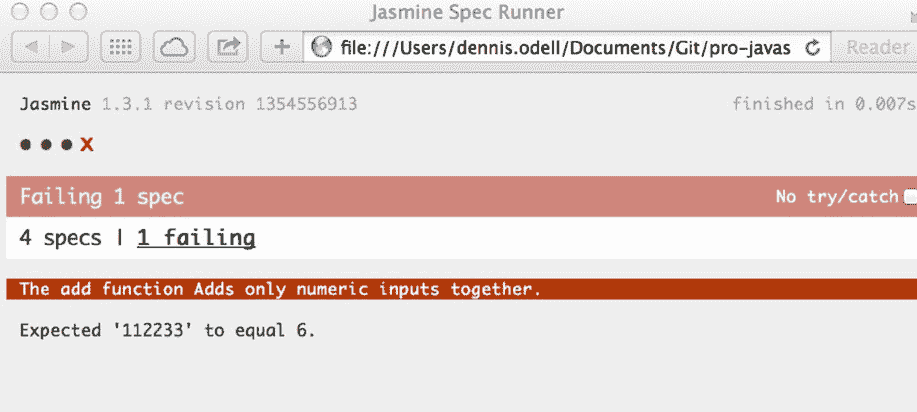 Jasmine Spec Runner
file:///Users/dennis.odell/Documents/Git/pro-javas
Reader
Jasmine 1.3.1 revision 1354556913
finished in 0.007s
● ● ● x
Failing 1 spec
No try/catch
4 specs | 1 failing
The add function Adds only numeric inputs together.
Expected '112233' to equal 6.